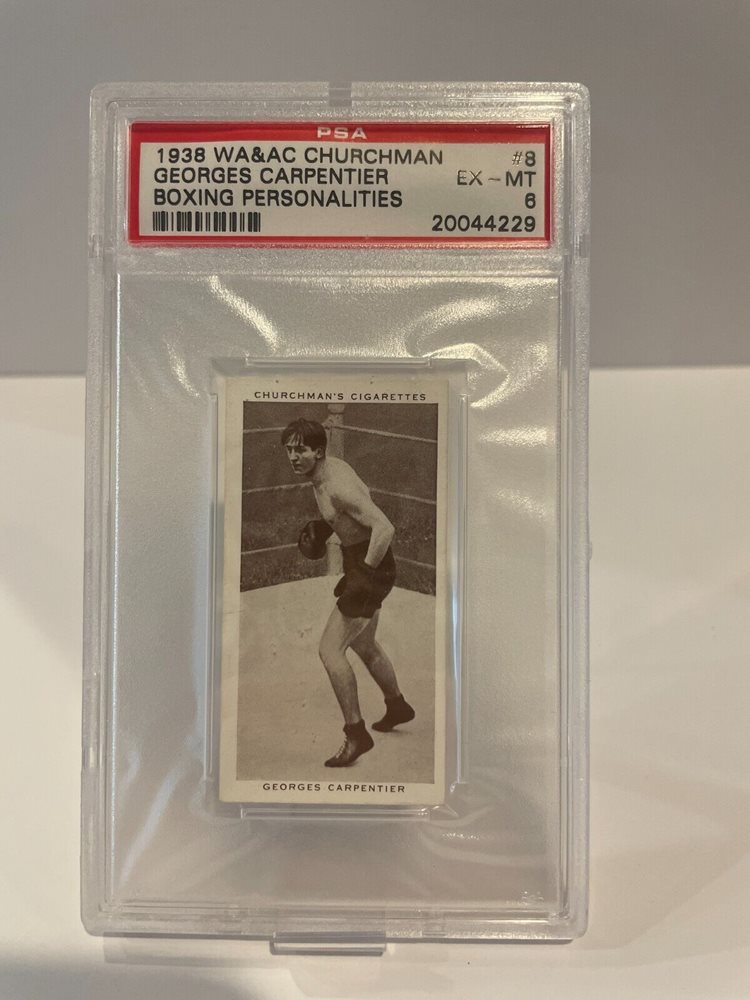 PSA
1938 WA&AC CHURCHMAN #8
GEORGES CARPENTIER EX-MT
BOXING PERSONALITIES 6
20044229
CHURCHMAN'S CIGARETTES
GEORGES CARPENTIER